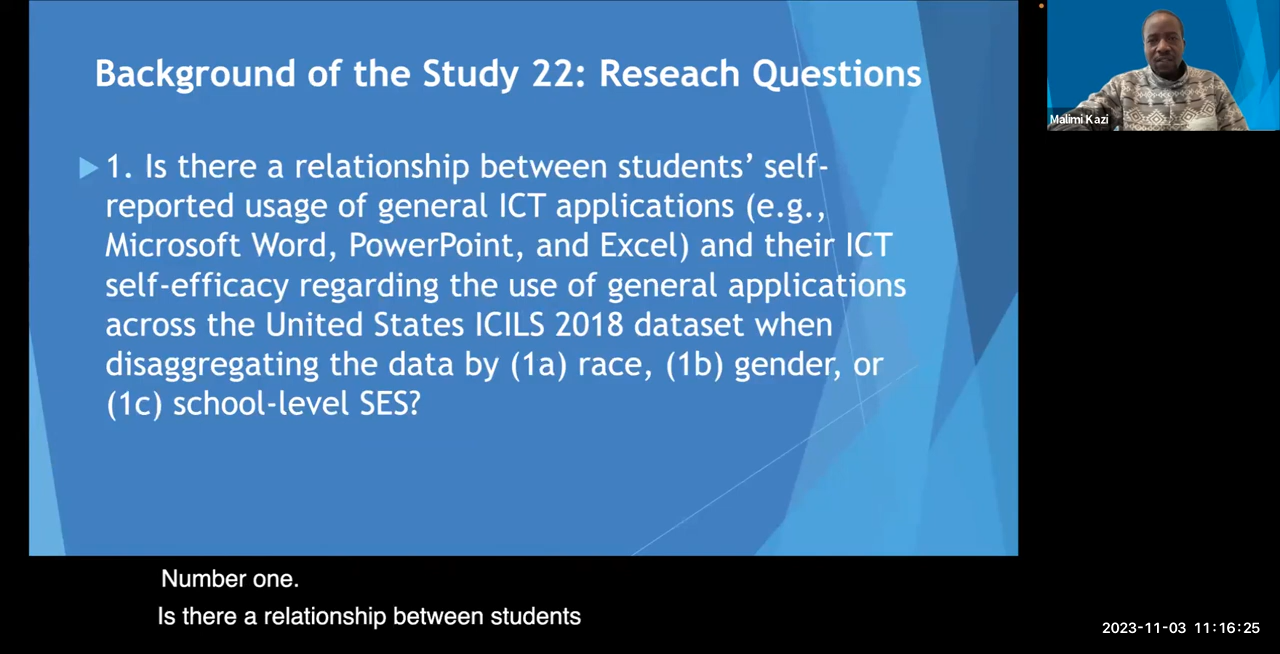 Background of the Study 22: Reseach Questions
1. Is there a relationship between students’ self-
reported usage of general ICT applications (e.g.,
Microsoft Word, PowerPoint, and Excel) and their ICT
self-efficacy regarding the use of general applications
across the United States ICILS 2018 dataset when
disaggregating the data by (1a) race, (1b) gender, or
(1c) school-level SES?
Malimi Kazi
Number one.
Is there a relationship between students
2023-11-03 11:16:25